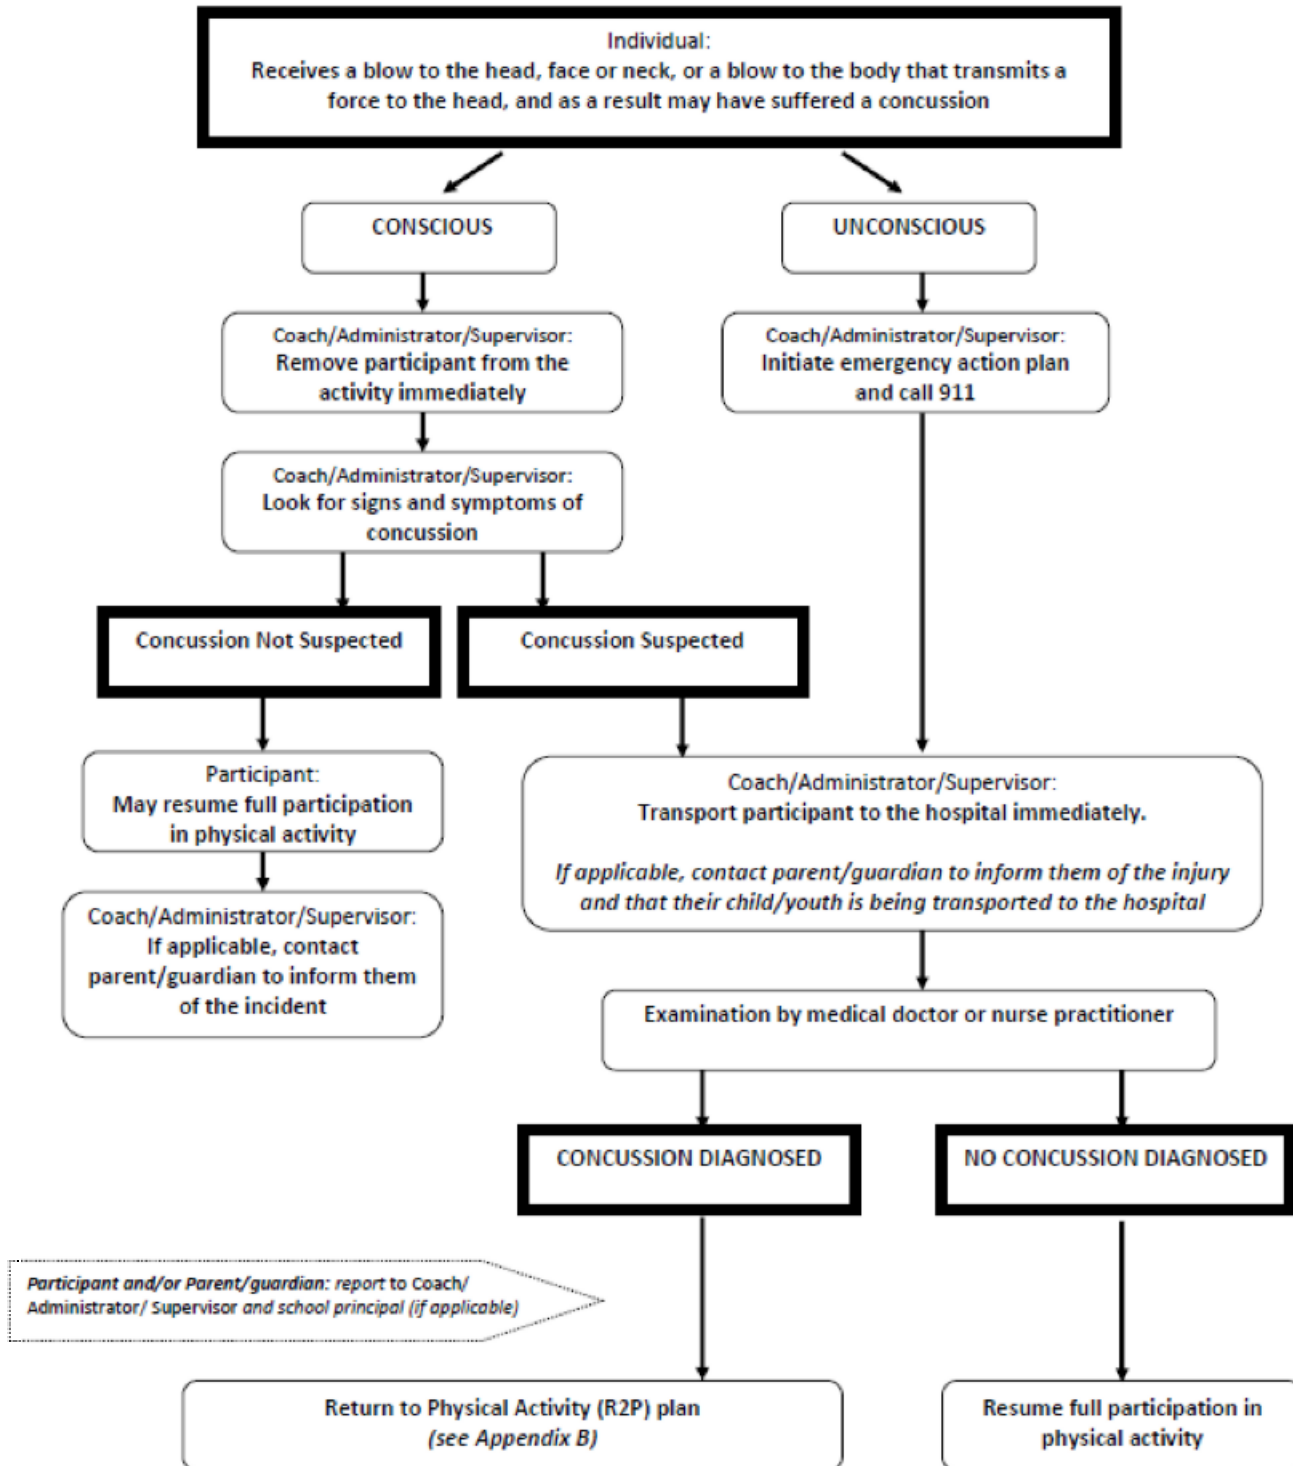 Individual:
Receives a blow to the head, face or neck, or a blow to the body that transmits a
force to the head, and as a result may have suffered a concussion
CONSCIOUS
UNCONSCIOUS
Coach/Administrator/Supervisor:
Remove participant from the
activity immediately
Coach/Administrator/Supervisor:
Initiate emergency action plan
and call 911
Coach/Administrator/Supervisor:
Look for signs and symptoms of
concussion
Concussion Not Suspected
Concussion Suspected
Participant:
May resume full participation
in physical activity
Coach/Administrator/Supervisor:
Transport participant to the hospital immediately.
If applicable, contact parent/guardian to inform them of the injury
and that their child/youth is being transported to the hospital
Coach/Administrator/Supervisor:
If applicable, contact
parent/guardian to inform them
of the incident
Examination by medical doctor or nurse practitioner
CONCUSSION DIAGNOSED
NO CONCUSSION DIAGNOSED
Participant and/or Parent/guardian: report to Coach/
Administrator/ Supervisor and school principal (if applicable)
Return to Physical Activity (R2P) plan
(see Appendix B)
Resume full participation in
physical activity